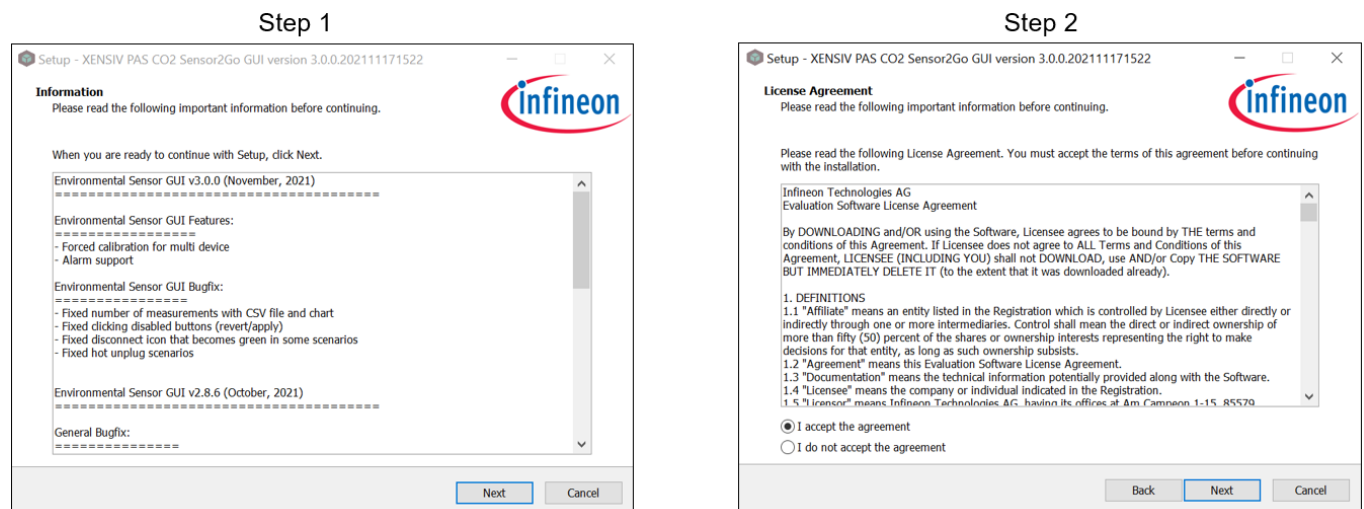 Step 1
Setup - XENSIV PAS CO2 Sensor2Go GUI version 3.0.0.202111171522
Information
Please read the following important information before continuing.
infineon
When you are ready to continue with Setup, click Next.
Environmental Sensor GUI v3.0.0 (November, 2021)
=========================================
Environmental Sensor GUI Features:
=================
- Forced calibration for multi device
- Alarm support
Environmental Sensor GUI Bugfix:
================
- Fixed number of measurements with CSV file and chart
- Fixed clicking disabled buttons (revert/apply)
- Fixed disconnect icon that becomes green in some scenarios
- Fixed hot unplug scenarios
Environmental Sensor GUI v2.8.6 (October, 2021)
=========================================
General Bugfix:
===============
Next
Cancel
Step 2
Setup - XENSIV PAS CO2 Sensor2Go GUI version 3.0.0.202111171522
License Agreement
Please read the following important information before continuing.
infineon
Please read the following License Agreement. You must accept the terms of this agreement before continuing
with the installation.
Infineon Technologies AG
Evaluation Software License Agreement
By DOWNLOADING and/OR using the Software, Licensee agrees to be bound by THE terms and
conditions of this Agreement. If Licensee does not agree to ALL Terms and Conditions of this
Agreement, LICENSEE (INCLUDING YOU) shall not DOWNLOAD, use AND/or Copy THE SOFTWARE
BUT IMMEDIATELY DELETE IT (to the extent that it was downloaded already).
1. DEFINITIONS
1.1 "Affiliate" means an entity listed in the Registration which is controlled by Licensee either directly or
indirectly through one or more intermediaries. Control shall mean the direct or indirect ownership of
more than fifty (50) percent of the shares or ownership interests representing the right to make
decisions for that entity, as long as such ownership subsists.
1.2 "Agreement" means this Evaluation Software License Agreement.
1.3 "Documentation" means the technical information potentially provided along with the Software.
1.4 "Licensee" means the company or individual indicated in the Registration.
1.5 "Licensor" means Infineon Technologies AG, having its offices at Am Campeon 1-15, 85579
I accept the agreement
I do not accept the agreement
Back
Next
Cancel